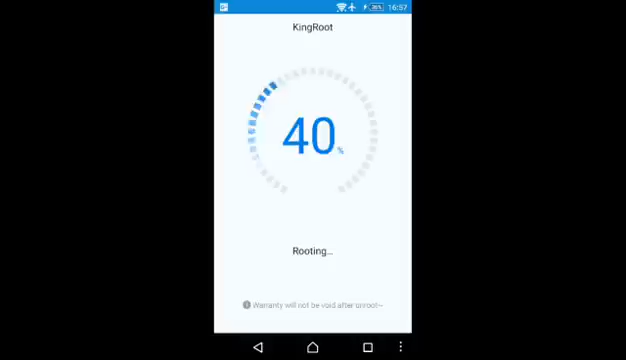 16:57
KingRoot
40%
Rooting...
Warranty will not be void after unroot~